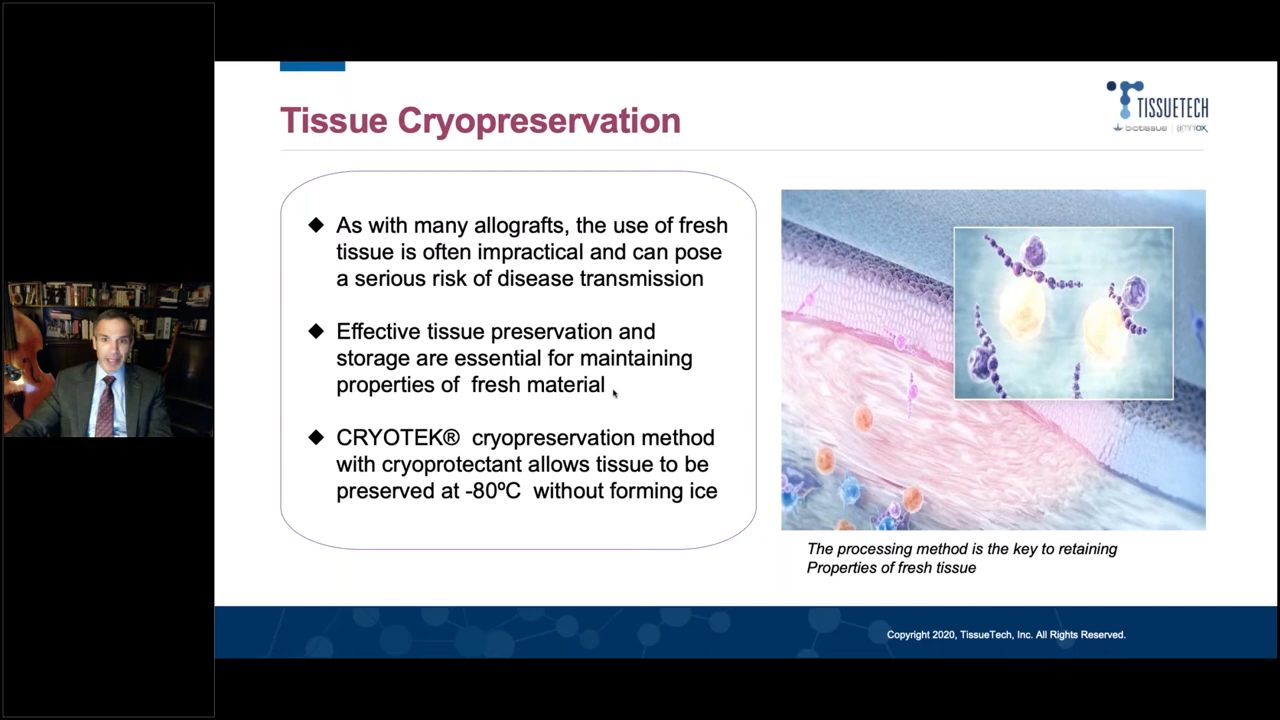 Tissue Cryopreservation
TISSUETECH
biotissue | amniox
◆ As with many allografts, the use of fresh
tissue is often impractical and can pose
a serious risk of disease transmission
◆ Effective tissue preservation and
storage are essential for maintaining
properties of fresh material
◆ CRYOTEK® cryopreservation method
with cryoprotectant allows tissue to be
preserved at -80ºC without forming ice
The processing method is the key to retaining
Properties of fresh tissue
Copyright 2020, TissueTech, Inc. All Rights Reserved.